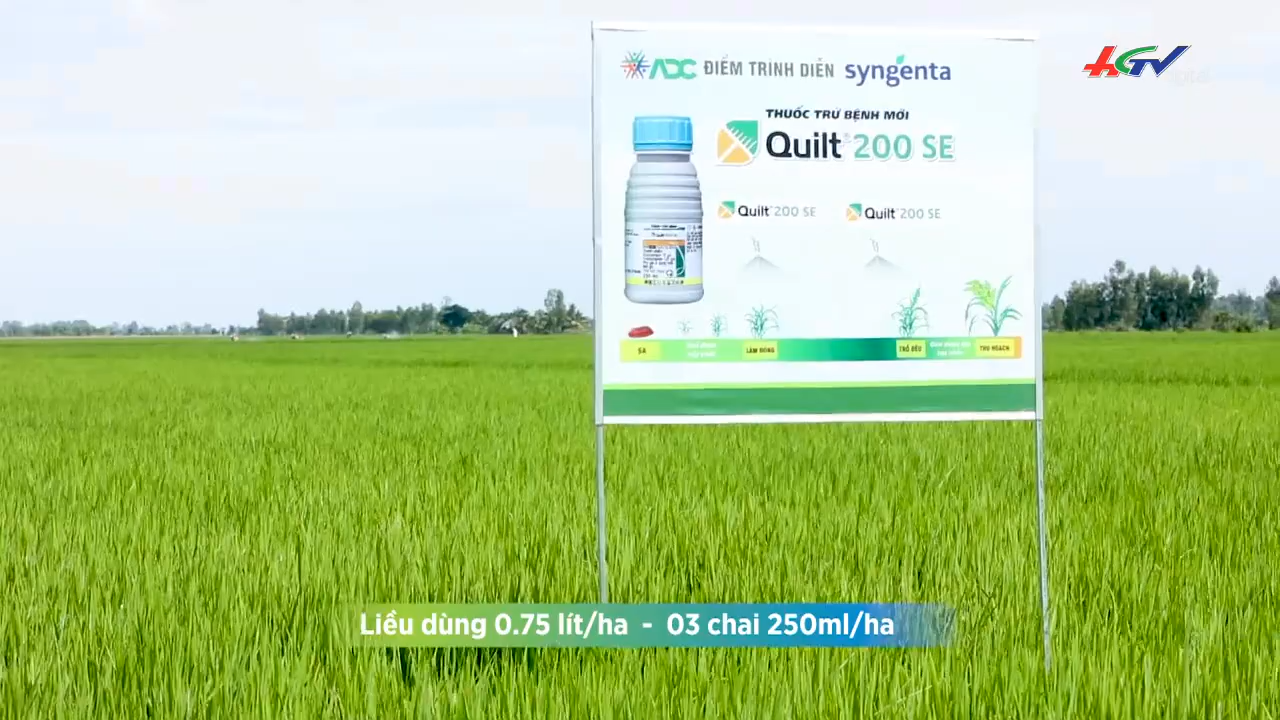 ADC ĐIỂM TRÌNH DIỄN syngenta
HGTV
THUỐC TRỪ BỆNH MỚI
Quilt® 200 SE
Quilt 200 SE
Quilt 200 SE
SẠ
LÀM ĐÒNG
TRỔ ĐỀU
THU HOẠCH
Liều dùng 0.75 lít/ha - 03 chai 250ml/ha